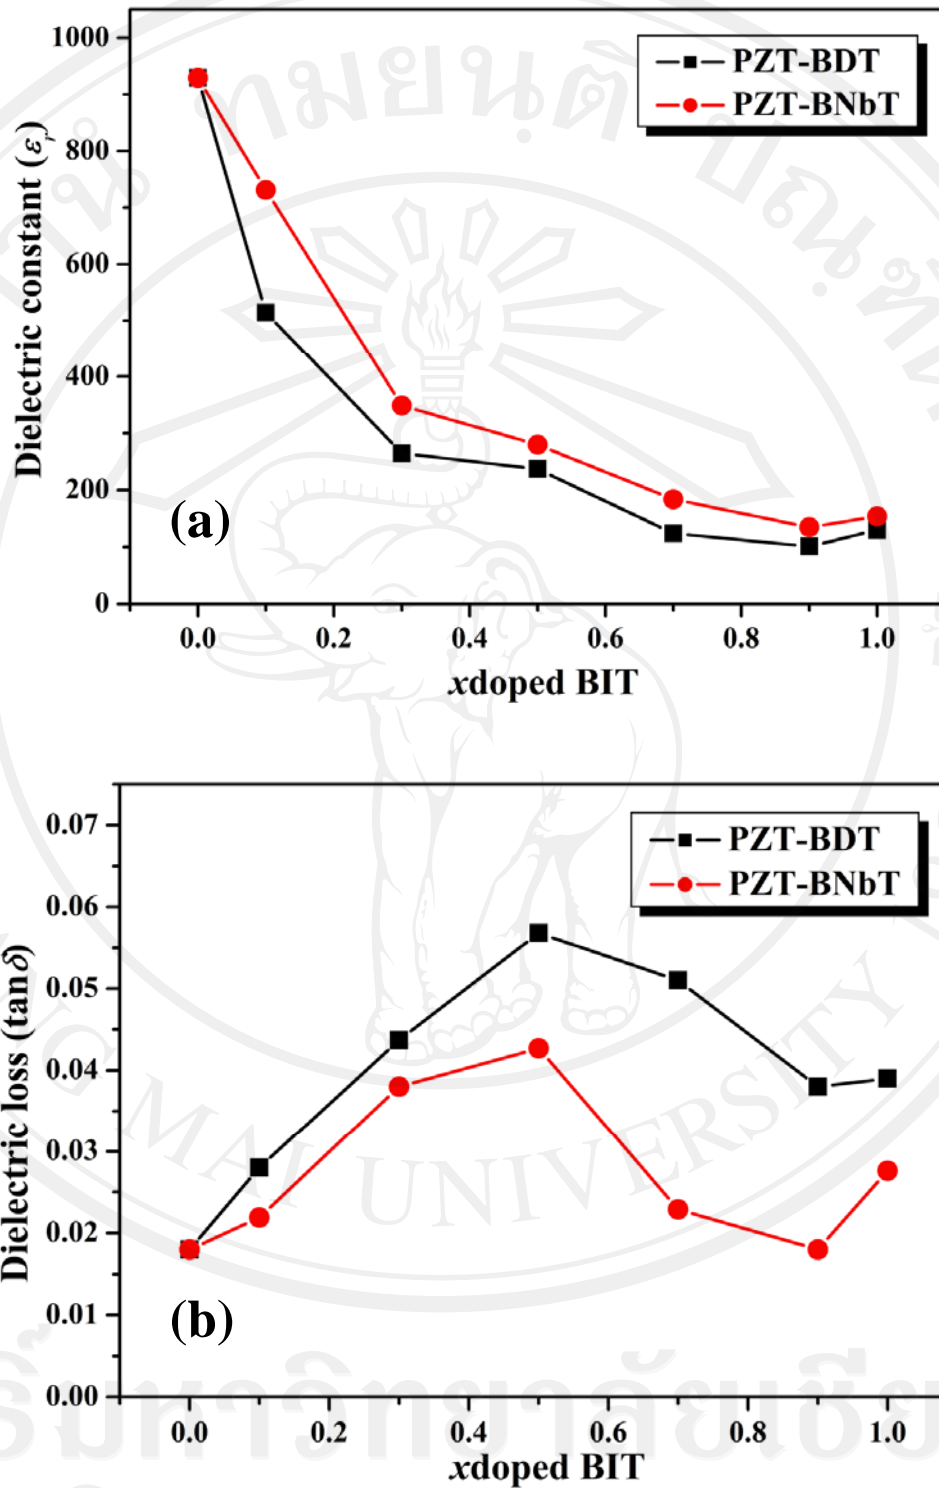 1000
800
600
400
200
0
Dielectric constant (εr)
PZT-BDT
PZT-BNbT
(a)
0.0 0.2 0.4 0.6 0.8 1.0
xdoped BIT
0.07
0.06
0.05
0.04
0.03
0.02
0.01
0.00
Dielectric loss (tanδ)
PZT-BDT
PZT-BNbT
(b)
0.0 0.2 0.4 0.6 0.8 1.0
xdoped BIT
MAI UNIVERSITY